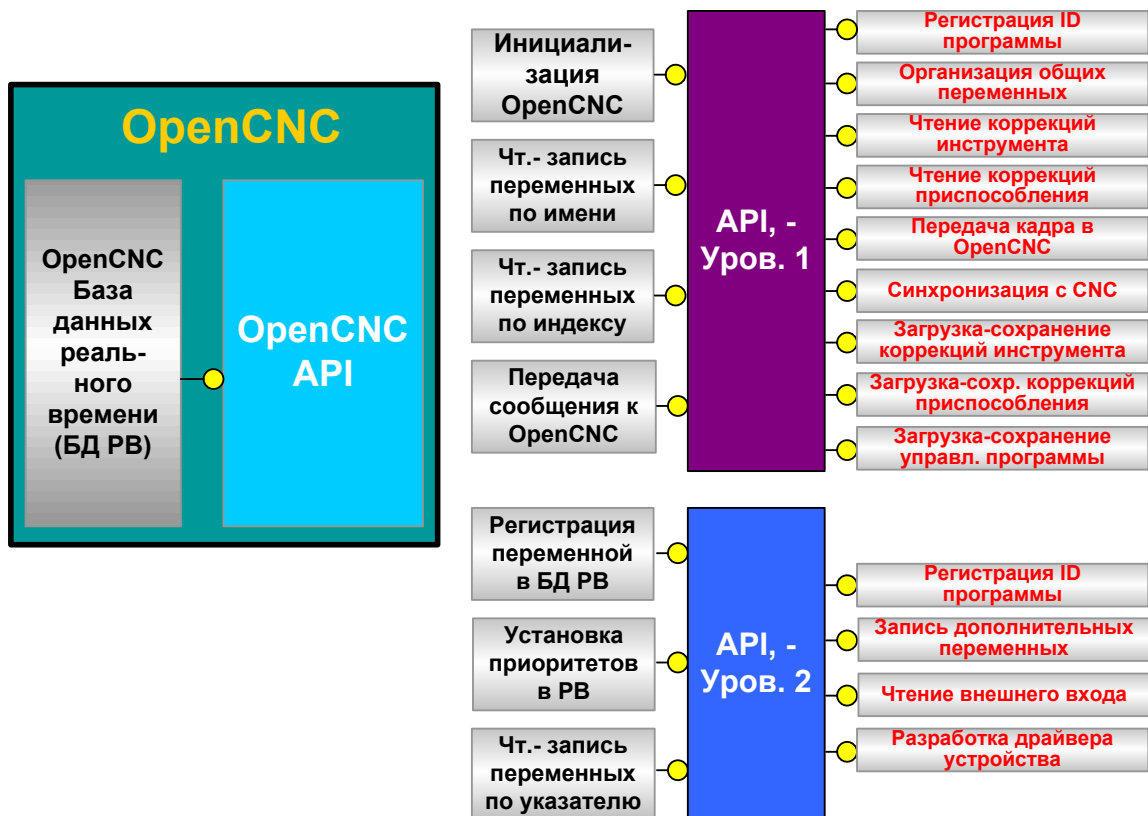 OpenCNC
OpenCNC
База
данных
реаль-
ного
времени
(БД РВ)
OpenCNC
API
Инициали-
зация
OpenCNC
Чт.- запись
переменных
по имени
Чт.- запись
переменных
по индексу
Передача
сообщения к
OpenCNC
API, -
Уров. 1
Регистрация ID
программы
Организация общих
переменных
Чтение коррекций
инструмента
Чтение коррекций
приспособления
Передача кадра в
OpenCNC
Синхронизация с CNC
Загрузка-сохранение
коррекций инструмента
Загрузка-сохр. коррекций
приспособления
Загрузка-сохранение
управл. программы
Регистрация
переменной
в БД РВ
Установка
приоритетов
в РВ
Чт.- запись
переменных
по указателю
API, -
Уров. 2
Регистрация ID
программы
Запись дополнительных
переменных
Чтение внешнего входа
Разработка драйвера
устройства